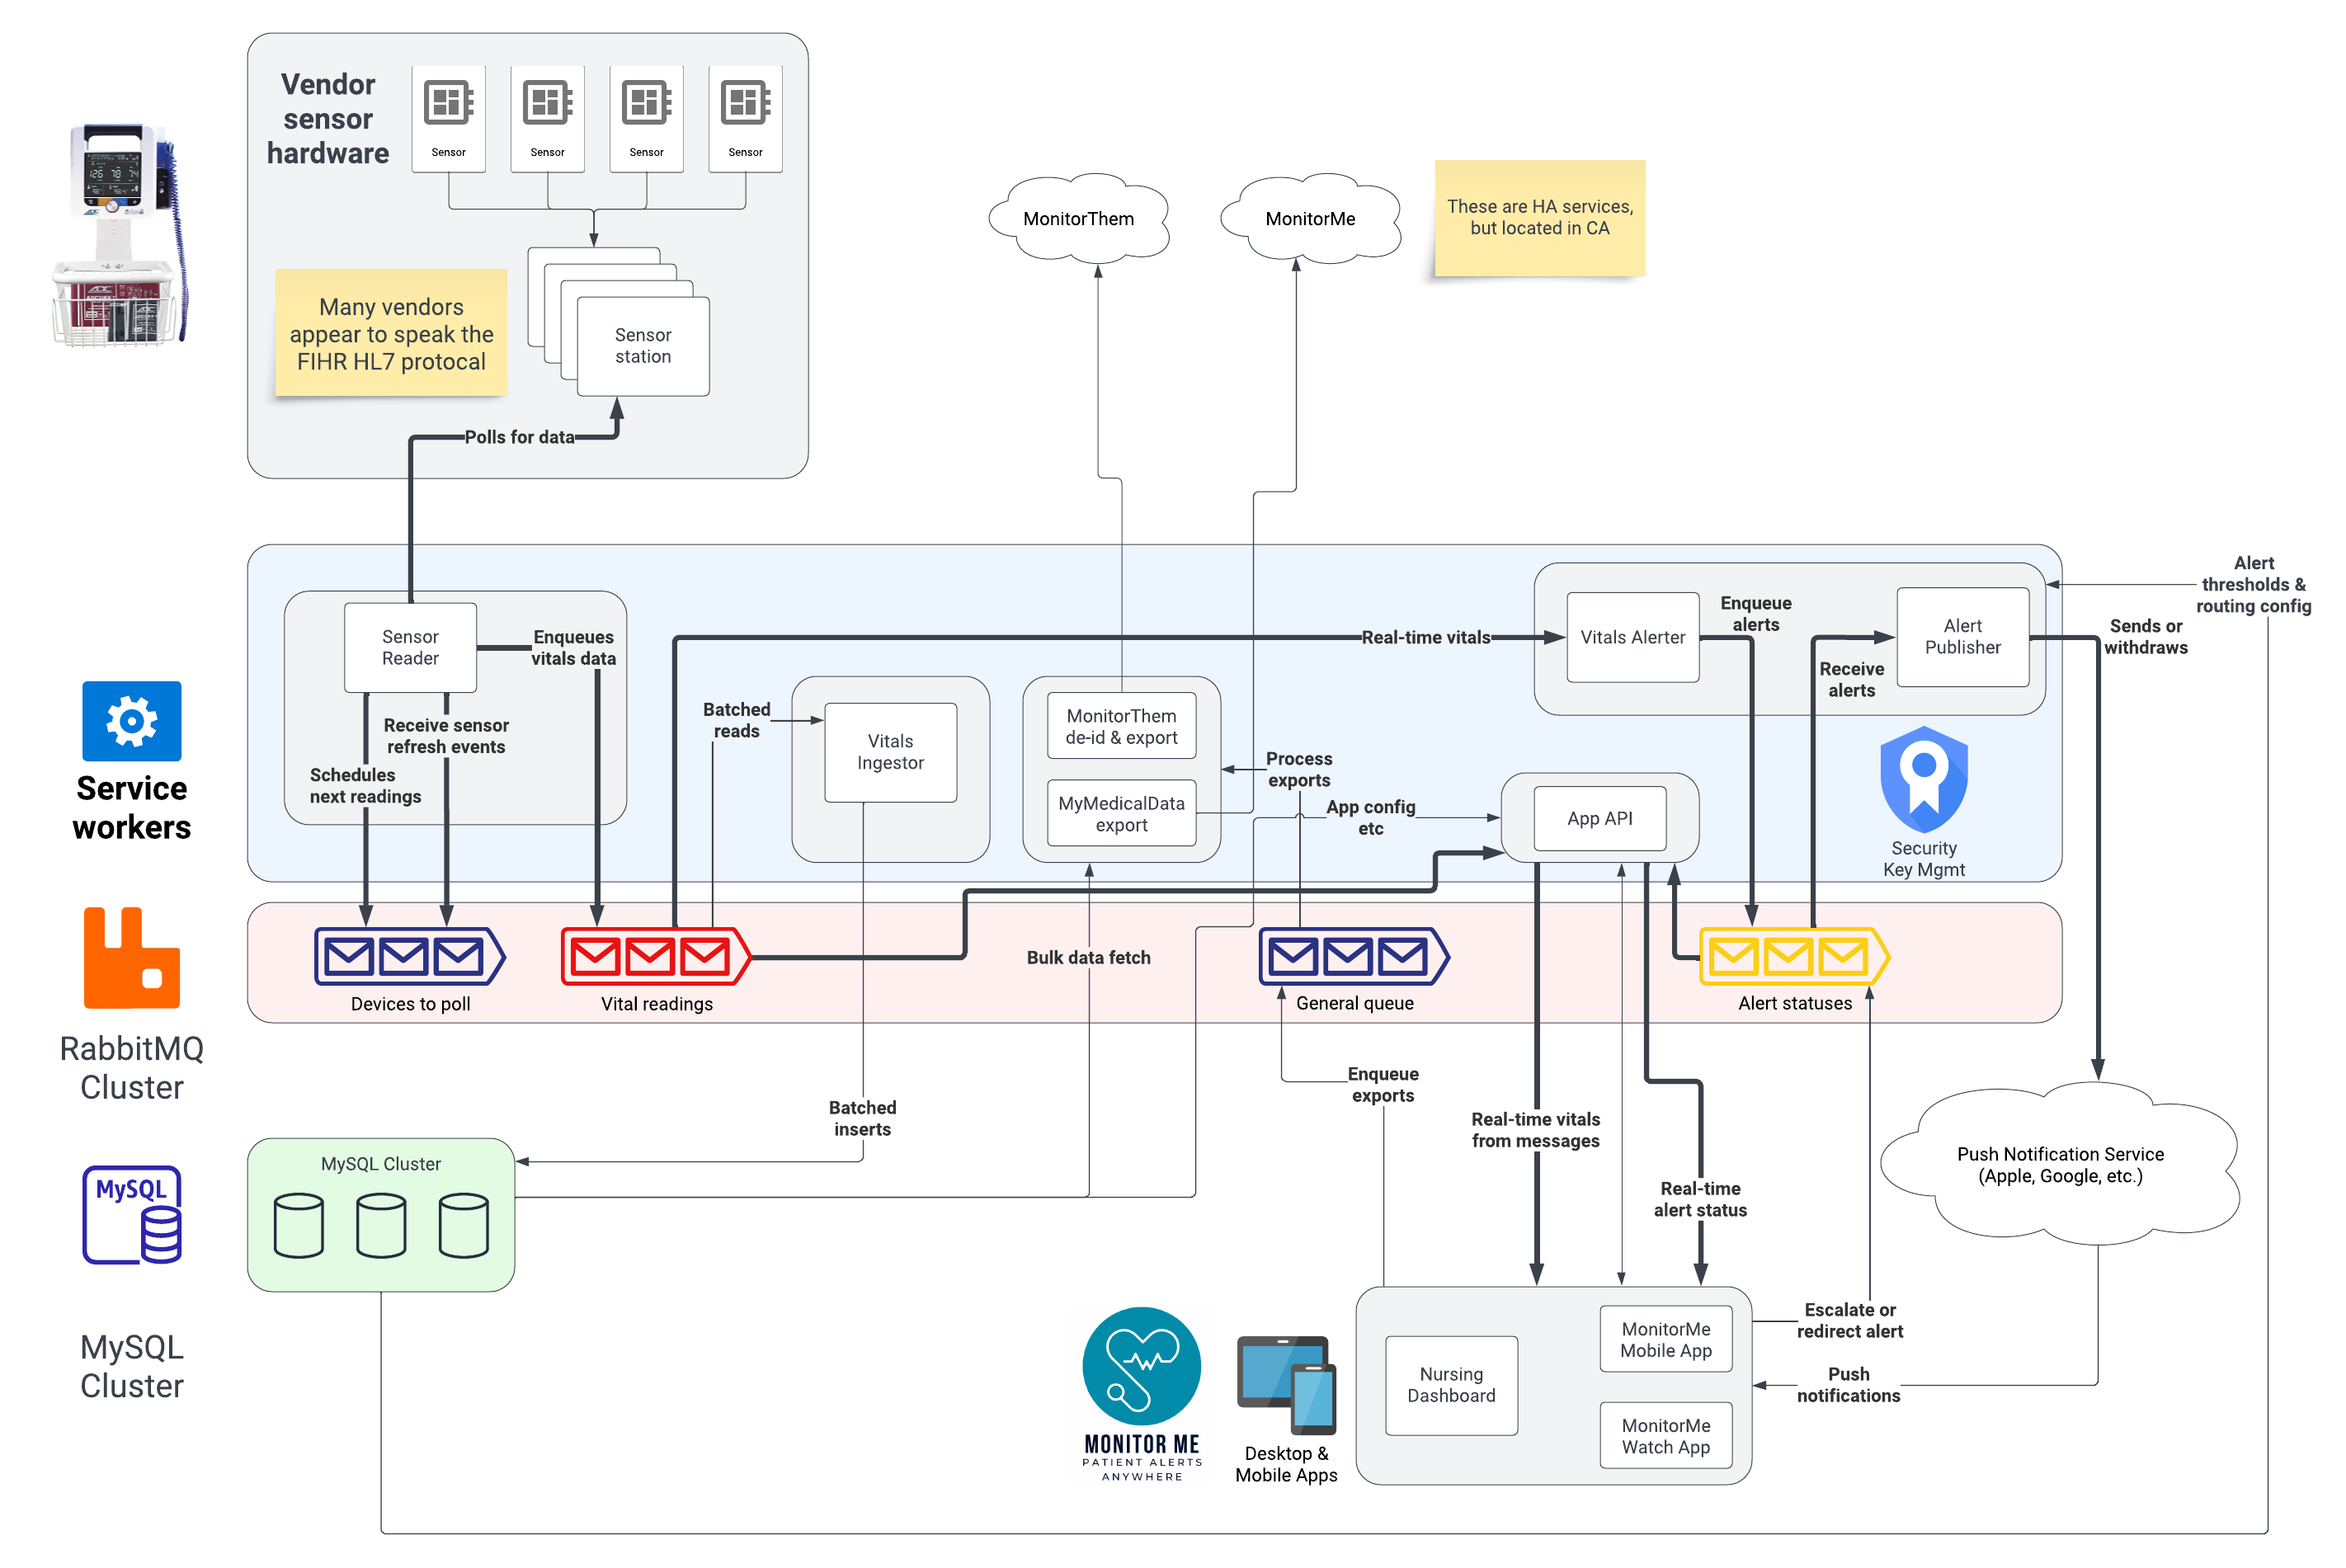 Vendor
sensor
hardware
Sensor
Sensor
Sensor
Sensor
Many vendors
appear to speak the
FIHR HL7 protocal
Sensor
station
Polls for data
MonitorThem
MonitorMe
These are HA services,
but located in CA
Service
workers
Sensor
Reader
Enqueues
vitals data
Receive sensor
refresh events
Schedules
next readings
Batched
reads
Vitals
Ingestor
MonitorThem
de-id & export
MyMedicalData
export
Process
exports
App config
etc
Real-time vitals
Vitals Alerter
Enqueue
alerts
Receive
alerts
Alert
Publisher
Alert
thresholds &
routing config
Sends or
withdraws
App API
Security
Key Mgmt
RabbitMQ
Cluster
Devices to poll
Vital readings
Bulk data fetch
General queue
Alert statuses
Batched
inserts
Enqueue
exports
Real-time vitals
from messages
Real-time
alert status
Push Notification Service
(Apple, Google, etc.)
MySQL
MySQL
Cluster
MySQL Cluster
MONITOR ME
PATIENT ALERTS
ANYWHERE
Desktop &
Mobile Apps
Nursing
Dashboard
MonitorMe
Mobile App
MonitorMe
Watch App
Escalate or
redirect alert
Push
notifications
126 78 74